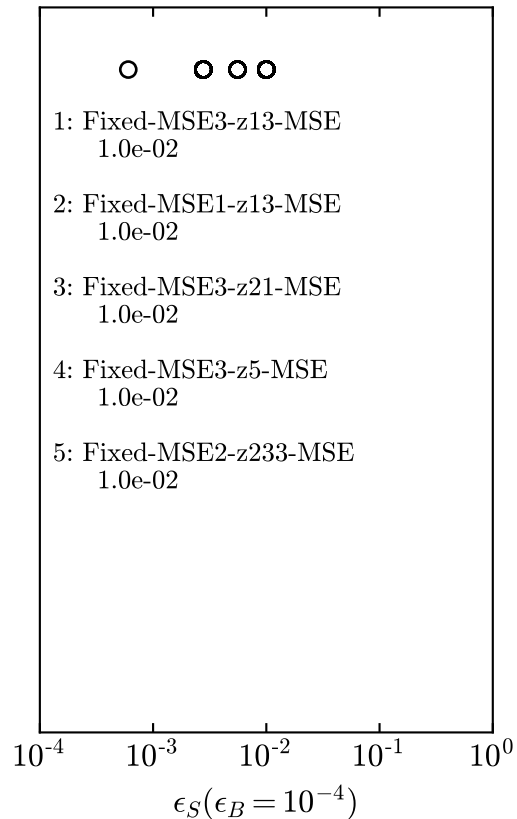 1: Fixed-MSE3-z13-MSE
1.0e-02
2: Fixed-MSE1-z13-MSE
1.0e-02
3: Fixed-MSE3-z21-MSE
1.0e-02
4: Fixed-MSE3-z5-MSE
1.0e-02
5: Fixed-MSE2-z233-MSE
1.0e-02
10⁻⁴ 10⁻³ 10⁻² 10⁻¹ 10⁰
ϵ_S(ϵ_B = 10⁻⁴)